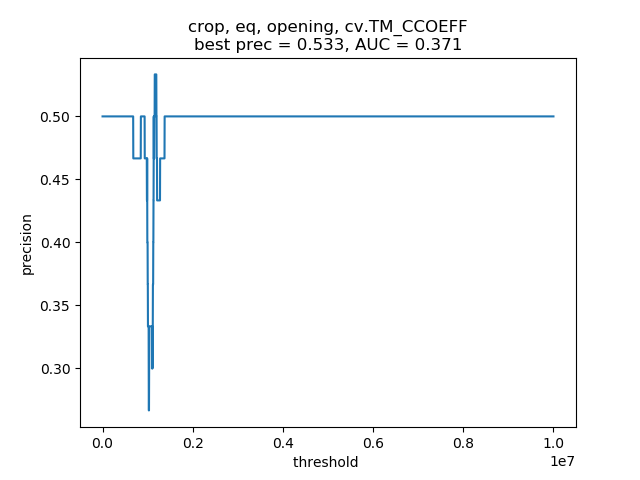 crop, eq, opening, cv.TM_CCOEFF
best prec = 0.533, AUC = 0.371
0.50
0.45
0.40
0.35
0.30
precision
0.0 0.2 0.4 0.6 0.8 1.0
1e7
threshold